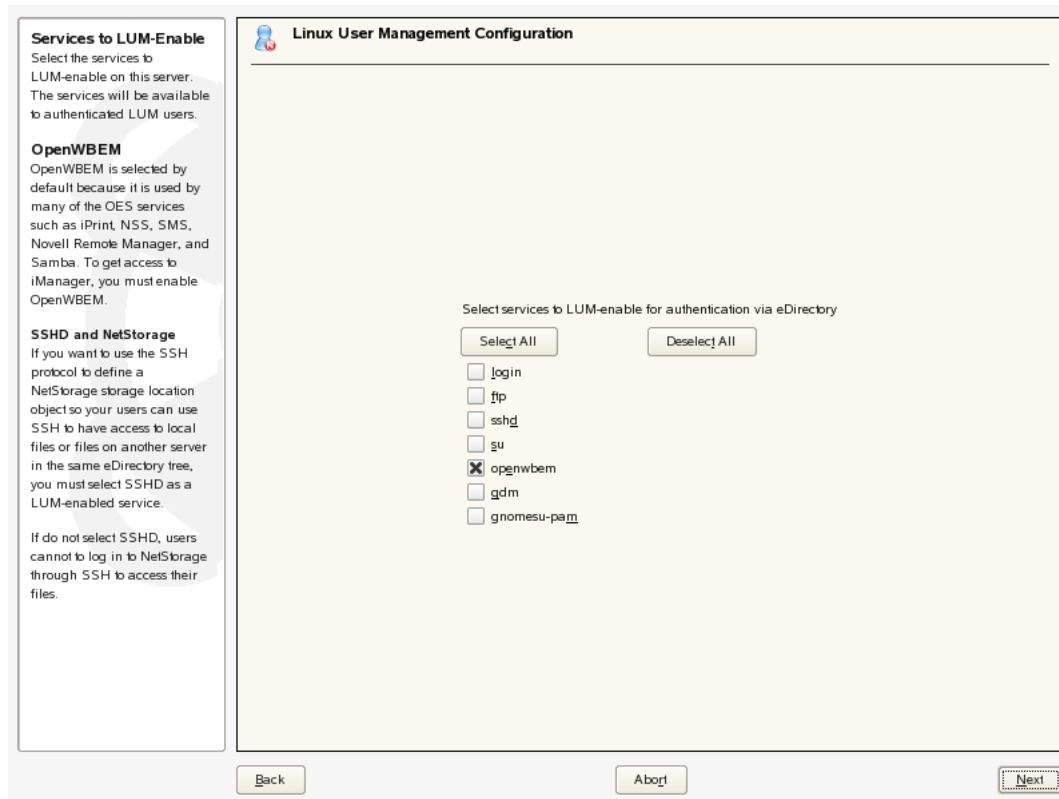 Services to LUM-Enable
Select the services to
LUM-enable on this server.
The services will be available
to authenticated LUM users.
OpenWBEM
OpenWBEM is selected by
default because it is used by
many of the OES services
such as iPrint, NSS, SMS,
Novell Remote Manager, and
Samba. To get access to
iManager, you must enable
OpenWBEM.
SSHD and NetStorage
If you want to use the SSH
protocol to define a
NetStorage storage location
object so your users can use
SSH to have access to local
files or files on another server
in the same eDirectory tree,
you must select SSHD as a
LUM-enabled service.
If do not select SSHD, users
cannot to log in to NetStorage
through SSH to access their
files.
Linux User Management Configuration
Select services to LUM-enable for authentication via eDirectory
Select All
Deselect All
login
ftp
sshd
su
openwbem
gdm
gnomesu-pam
Back
Abort
Next